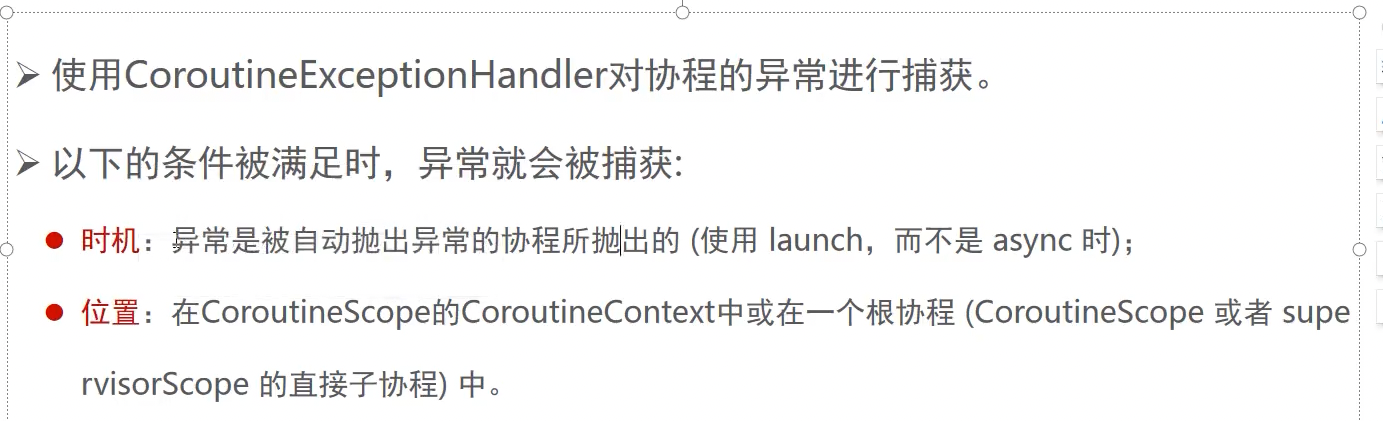 使用CoroutineExceptionHandler对协程的异常进行捕获。
以下的条件被满足时，异常就会被捕获:
时机：异常是被自动抛出异常的协程所抛出的 (使用 launch，而不是 async 时)；
位置：在CoroutineScope的CoroutineContext中或在一个根协程 (CoroutineScope 或者 supe
rvisorScope 的直接子协程) 中。